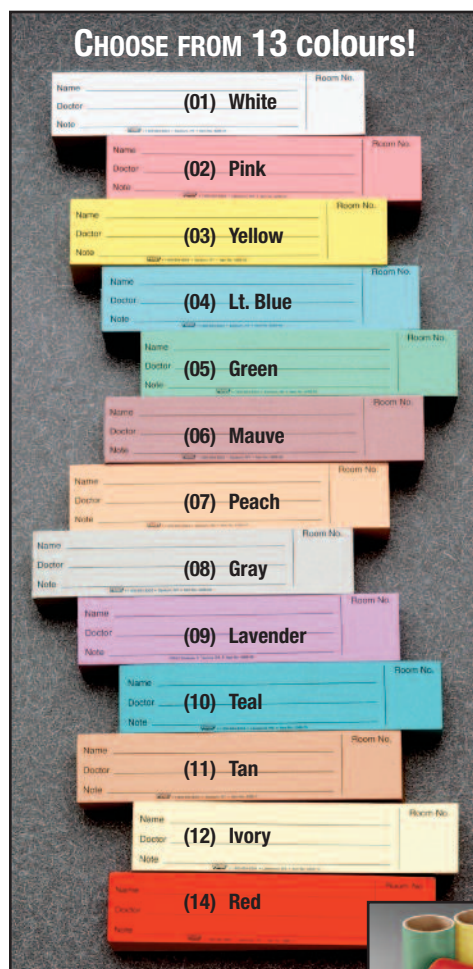 CHOOSE FROM 13 colours!
Room No.
Name
(01) White
Doctor
Note
Room No.
Name
(02) Pink
Doctor
Note
Room No.
Name
(03) Yellow
Doctor
Note
Room No.
Name
(04) Lt. Blue
Doctor
Note
Room No.
Name
(05) Green
Doctor
Note
Room No.
Name
(06) Mauve
Doctor
Note
Room No.
Name
(07) Peach
Doctor
Note
Room No.
Name
(08) Gray
Doctor
Note
Room No.
Name
(09) Lavender
Doctor
Note
Room No.
Name
(10) Teal
Doctor
Note
Room No.
Name
(11) Tan
Doctor
Note
Room No.
Name
(12) Ivory
Doctor
Note
Room No.
Name
(14) Red
Doctor
Note